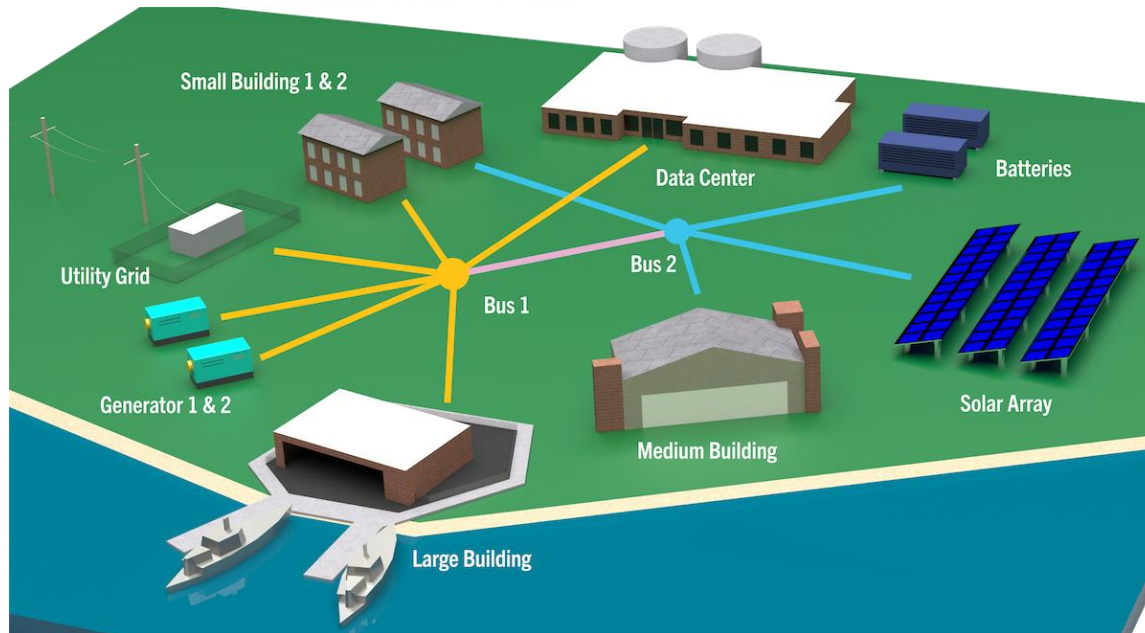 Small Building 1 & 2
Data Center
Batteries
Utility Grid
Bus 2
Bus 1
Generator 1 & 2
Solar Array
Medium Building
Large Building